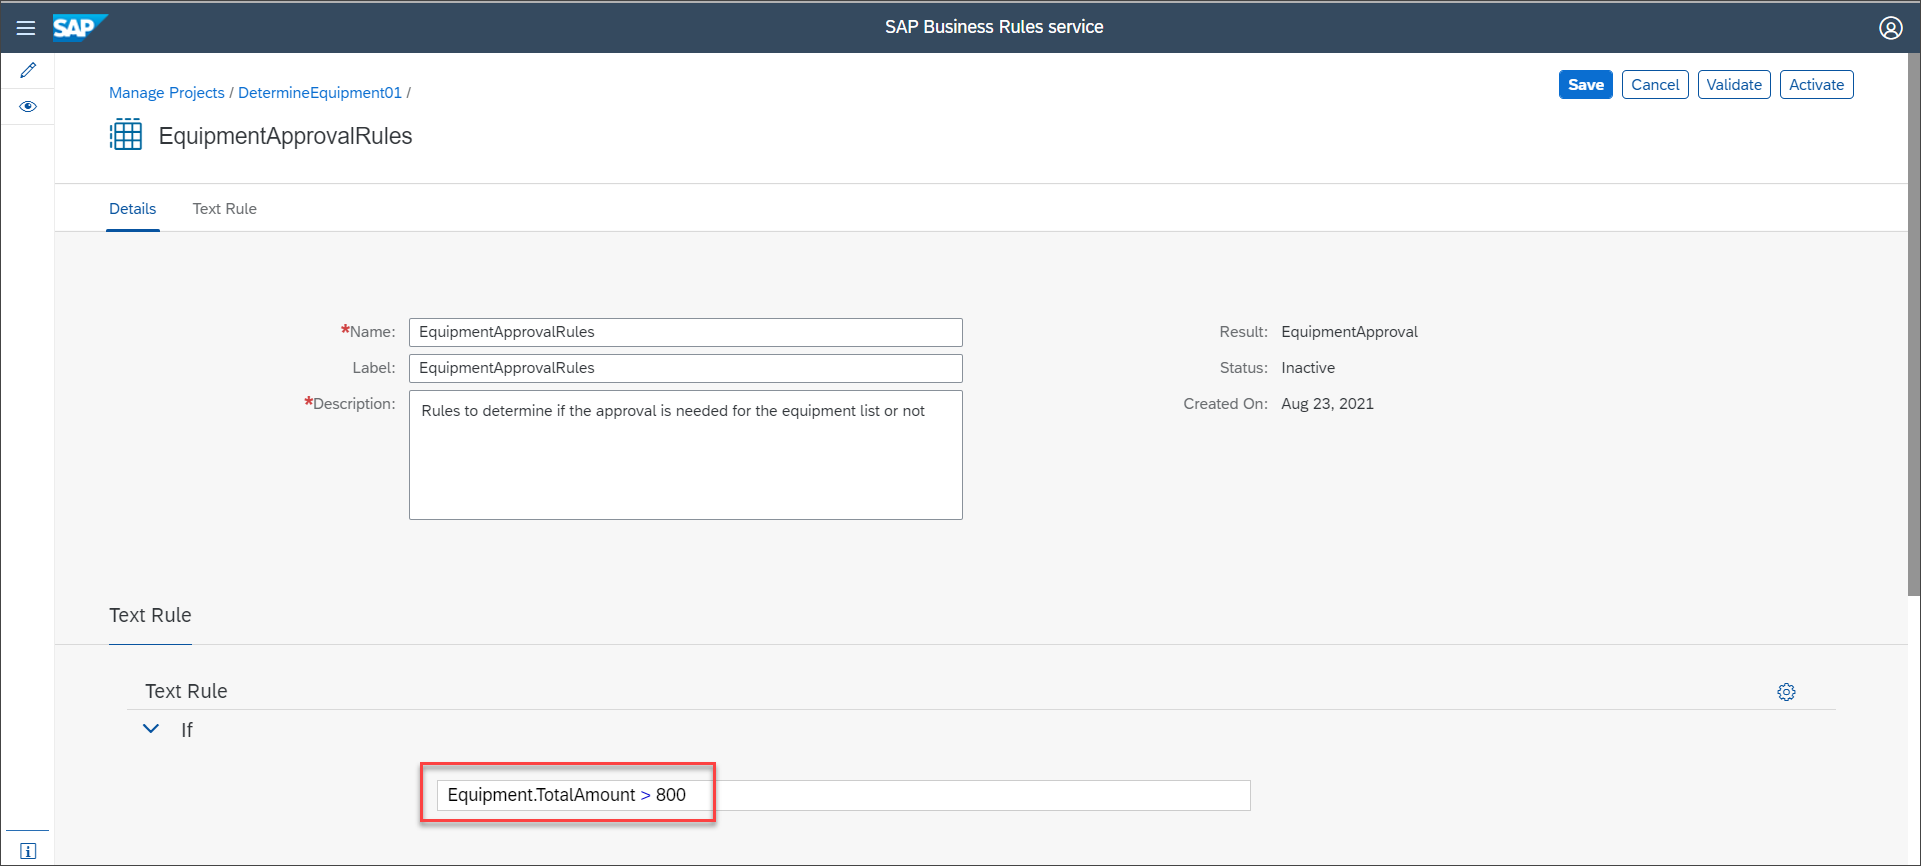 SAP SAP Business Rules service
Manage Projects / DetermineEquipment01 /
Save Cancel Validate Activate
EquipmentApprovalRules
Details Text Rule
*Name: EquipmentApprovalRules
Label: EquipmentApprovalRules
*Description: Rules to determine if the approval is needed for the equipment list or not
Result: EquipmentApproval
Status: Inactive
Created On: Aug 23, 2021
Text Rule
Text Rule
If
Equipment.TotalAmount > 800